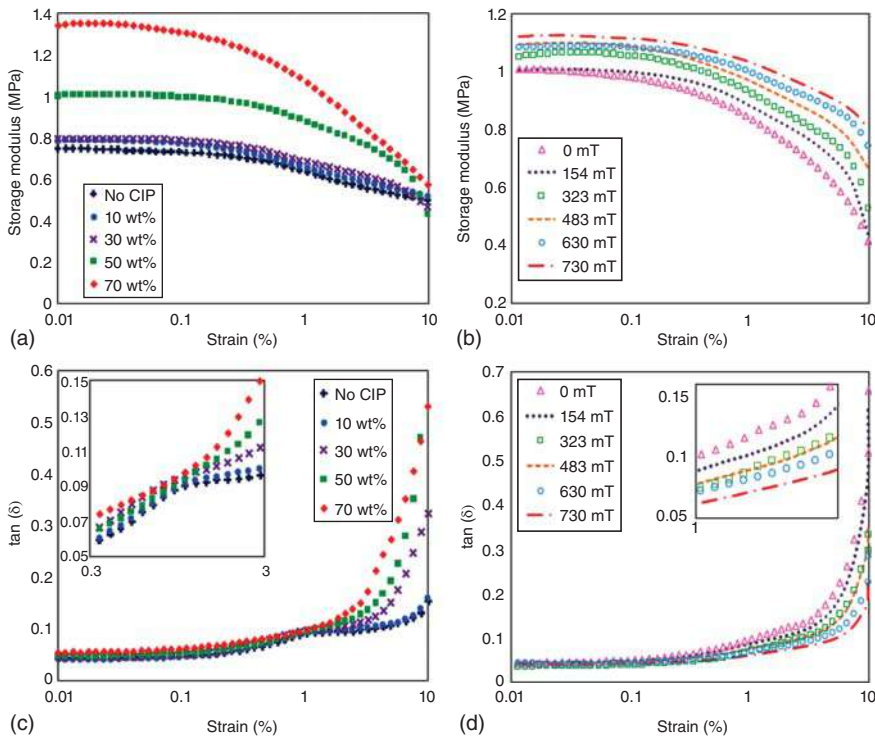 1.4
1.2
1
0.8
0.6
0.4
0.2
0
Storage modulus (MPa)
No CIP
10 wt%
30 wt%
50 wt%
70 wt%
0.01 0.1 1 10
(a) Strain (%)
1.2
1.0
0.8
0.6
0.4
0.2
Storage modulus (MPa)
0 mT
154 mT
323 mT
483 mT
630 mT
730 mT
0.01 0.1 1 10
(b) Strain (%)
0.6
0.5
0.4
0.3
0.2
0.1
0
tan (δ)
0.15
0.13
0.11
0.09
0.07
0.05
0.3 3
No CIP
10 wt%
30 wt%
50 wt%
70 wt%
0.01 0.1 1 10
(c) Strain (%)
0.7
0.6
0.5
0.4
0.3
0.2
0.1
0
tan (δ)
0 mT
154 mT
323 mT
483 mT
630 mT
730 mT
0.15
0.1
0.05
1
0.01 0.1 1 10
(d) Strain (%)